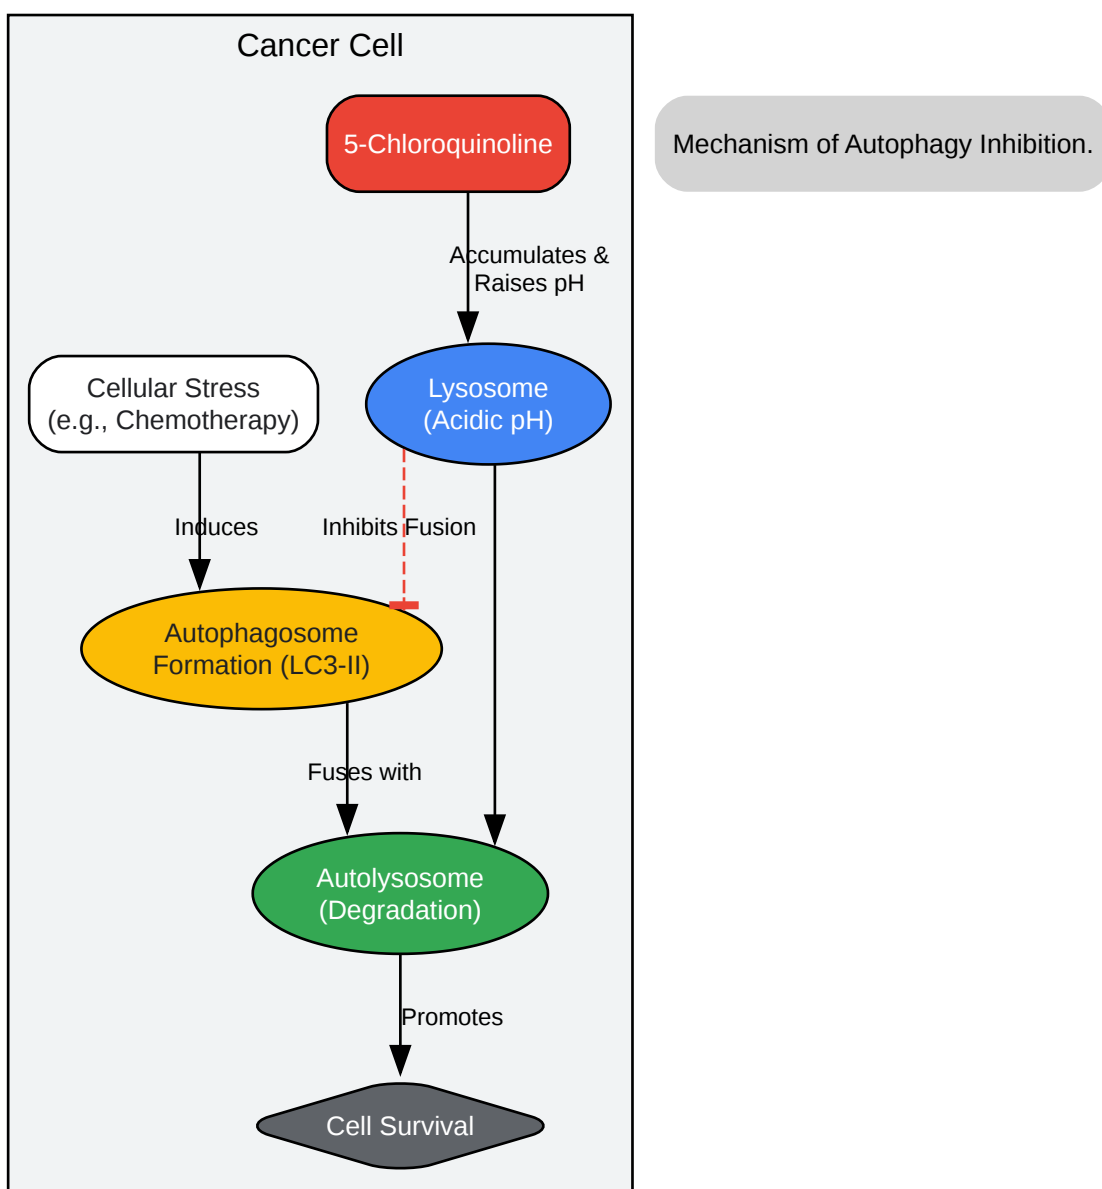 Cancer Cell
5-Chloroquinoline
Mechanism of Autophagy Inhibition.
Accumulates &
Raises pH
Cellular Stress
(e.g., Chemotherapy)
Lysosome
(Acidic pH)
Induces
Inhibits Fusion
Autophagosome
Formation (LC3-II)
Fuses with
Autolysosome
(Degradation)
Promotes
Cell Survival